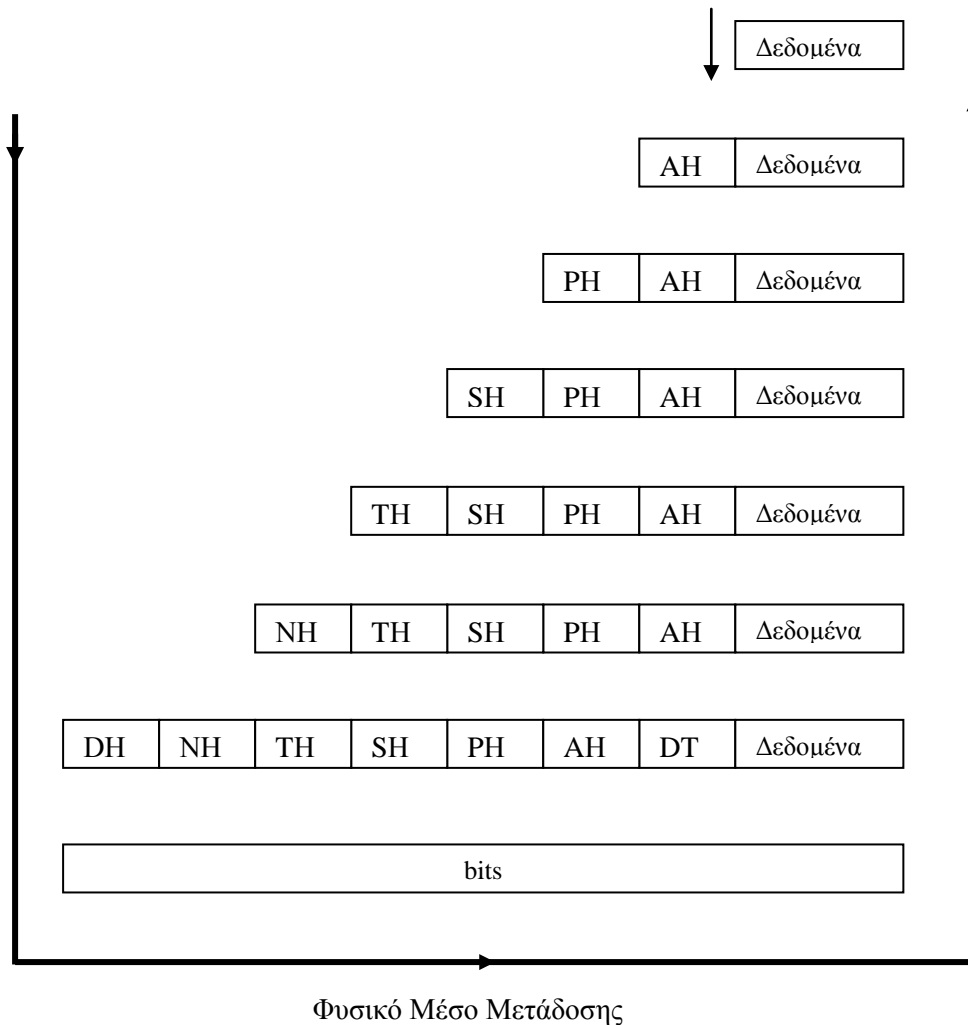 Δεδομένα
AH Δεδομένα
PH AH Δεδομένα
SH PH AH Δεδομένα
TH SH PH AH Δεδομένα
NH TH SH PH AH Δεδομένα
DH NH TH SH PH AH DT Δεδομένα
bits
Φυσικό Μέσο Μετάδοσης